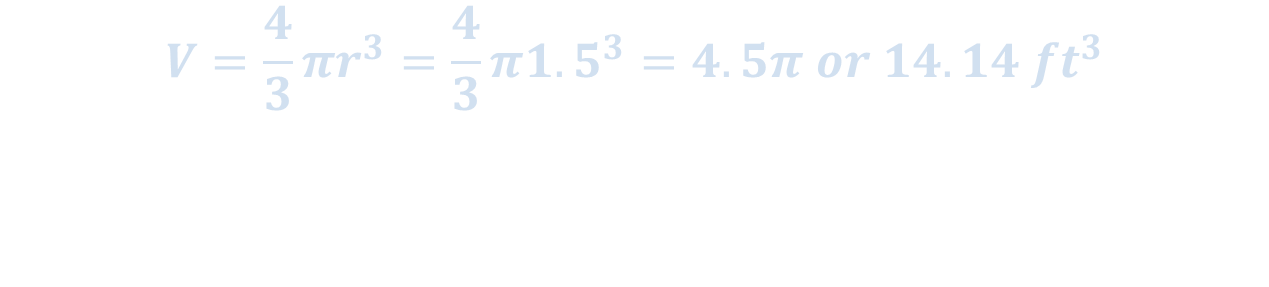 V = 4/3 πr³ = 4/3 π1.5³ = 4.5π or 14.14 ft³